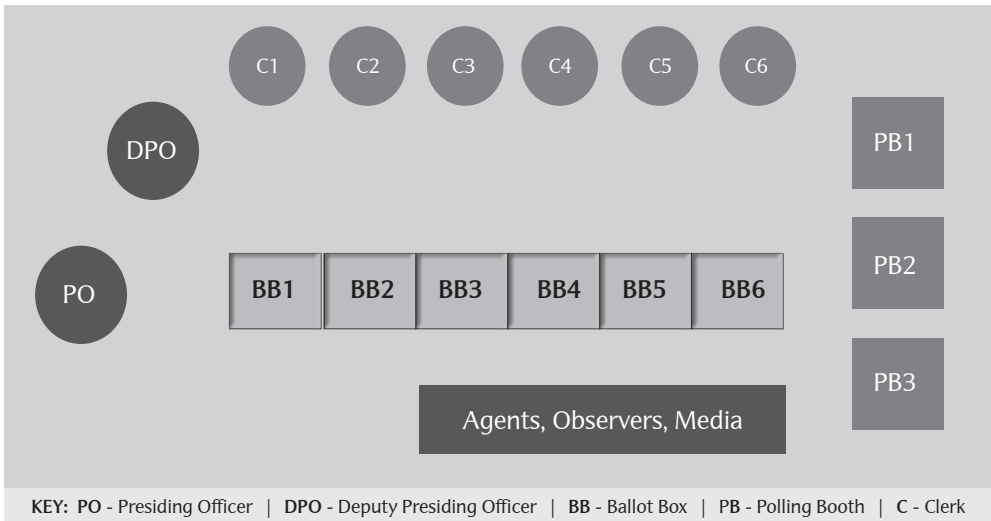 C1 C2 C3 C4 C5 C6
DPO
PB1
PB2
PO
BB1 BB2 BB3 BB4 BB5 BB6
PB3
Agents, Observers, Media
KEY: PO - Presiding Officer | DPO - Deputy Presiding Officer | BB - Ballot Box | PB - Polling Booth | C - Clerk